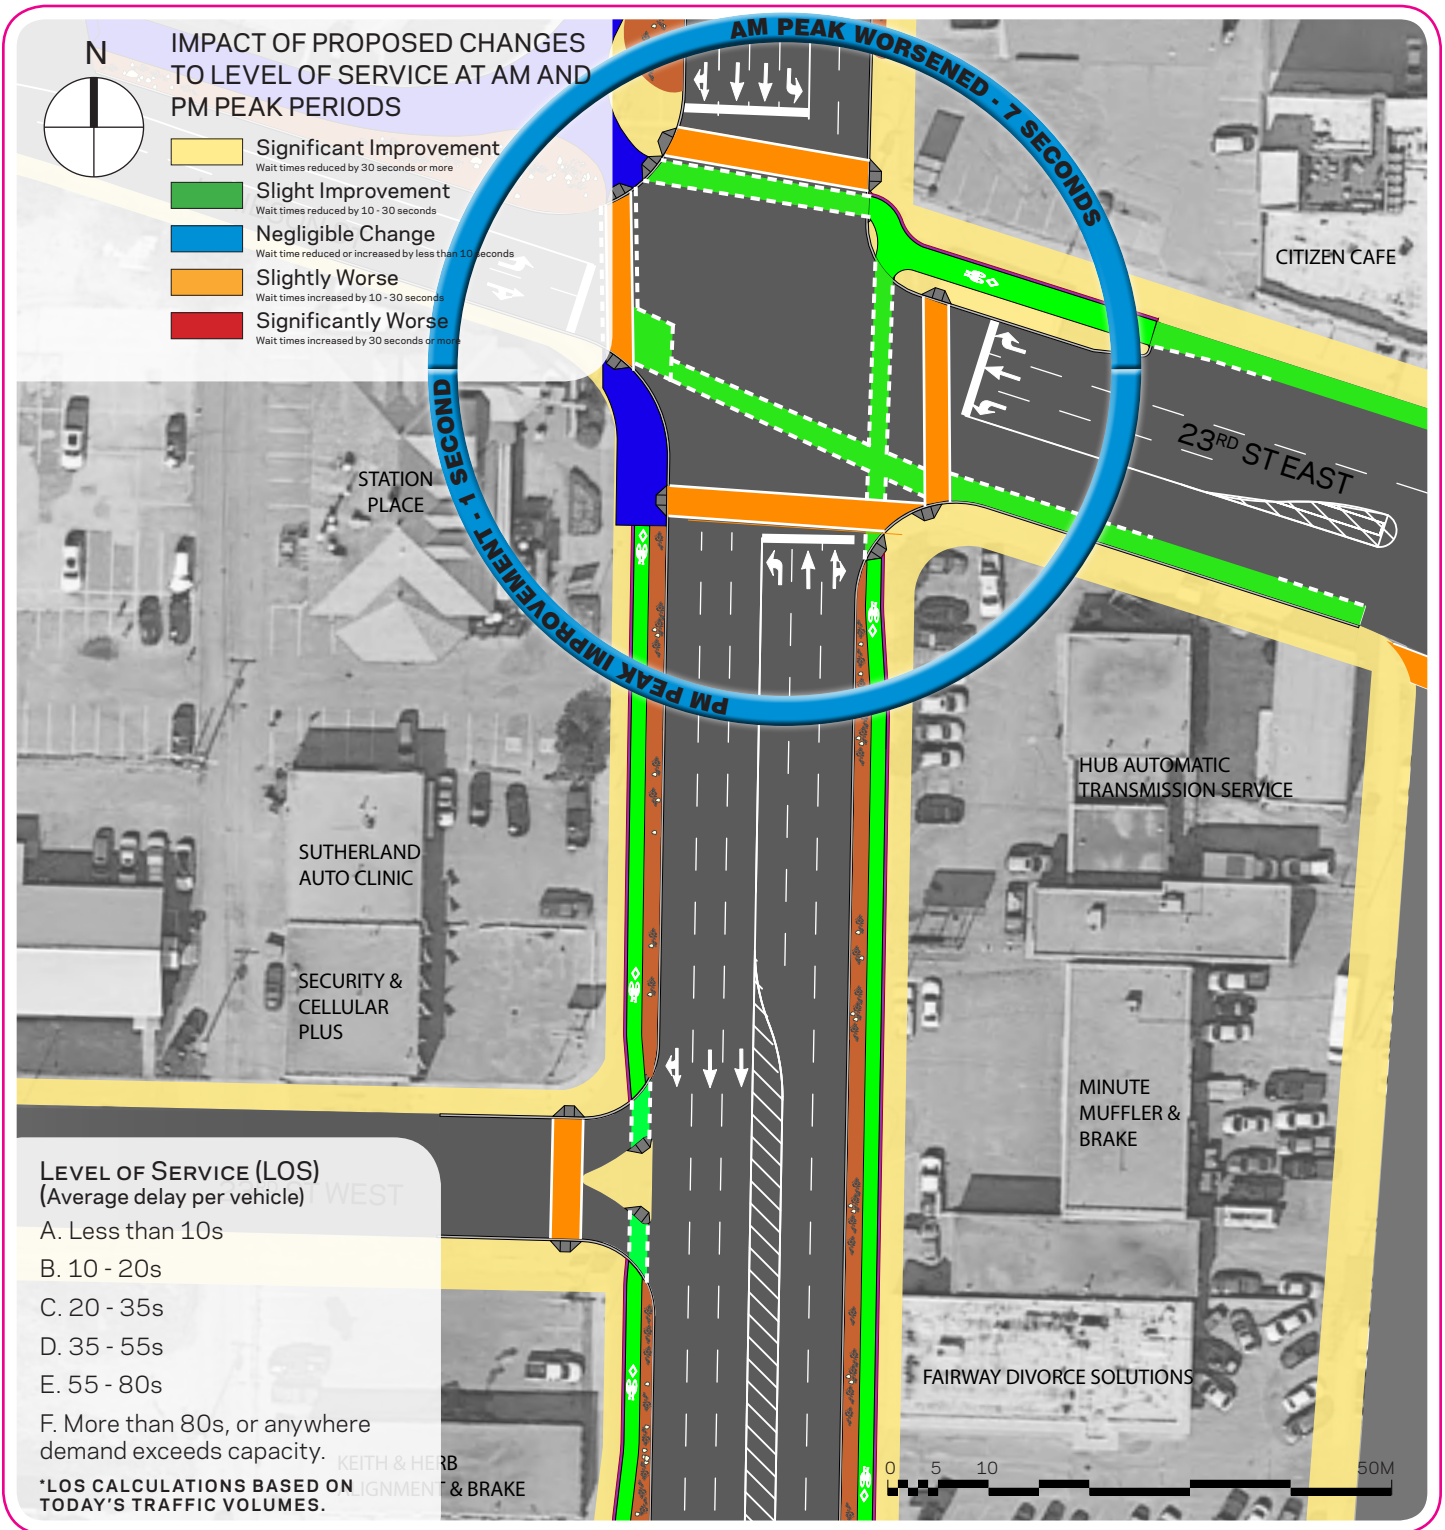 AM PEAK WORSENED - 7 SECONDS
N
IMPACT OF PROPOSED CHANGES
TO LEVEL OF SERVICE AT AM AND
PM PEAK PERIODS
Significant Improvement
Wait times reduced by 30 seconds or more
Slight Improvement
Wait times reduced by 10 - 30 seconds
Negligible Change
Wait time reduced or increased by less than 10 seconds
Slightly Worse
Wait times increased by 10 - 30 seconds
Significantly Worse
Wait times increased by 30 seconds or more
CITIZEN CAFE
23RD ST EAST
STATION
PLACE
PM PEAK IMPROVEMENT - 1 SECOND
HUB AUTOMATIC
TRANSMISSION SERVICE
SUTHERLAND
AUTO CLINIC
SECURITY &
CELLULAR
PLUS
MINUTE
MUFFLER &
BRAKE
LEVEL OF SERVICE (LOS)
(Average delay per vehicle)
WEST
A. Less than 10s
B. 10 - 20s
C. 20 - 35s
D. 35 - 55s
E. 55 - 80s
F. More than 80s, or anywhere
demand exceeds capacity.
*LOS CALCULATIONS BASED ON
TODAY'S TRAFFIC VOLUMES.
KEITH & HERB
ALIGNMENT & BRAKE
FAIRWAY DIVORCE SOLUTIONS
0 5 10 50M